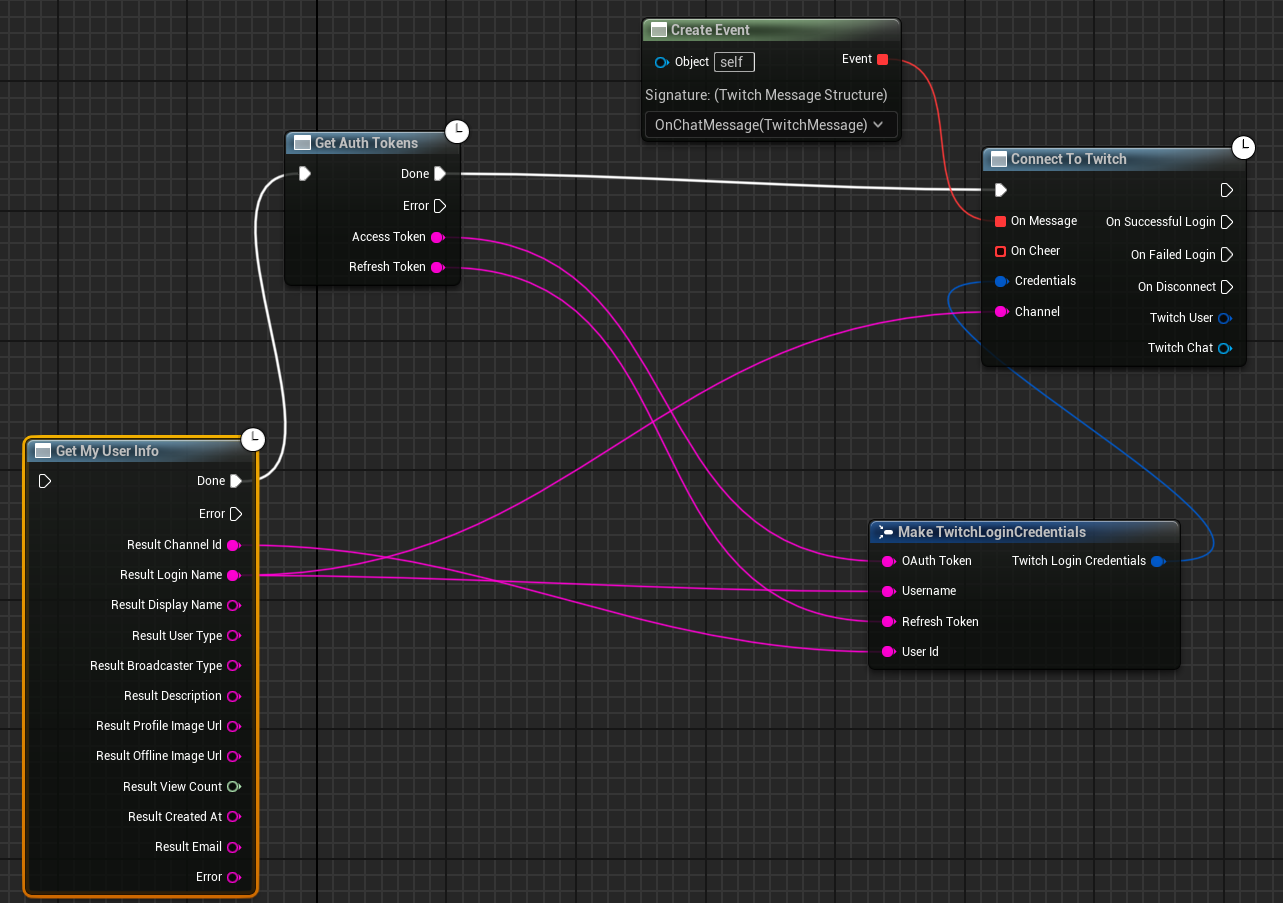 Create Event
Object self
Event
Signature: (Twitch Message Structure)
OnChatMessage(TwitchMessage)
Get Auth Tokens
Done
Error
Access Token
Refresh Token
Connect To Twitch
On Message
On Successful Login
On Cheer
On Failed Login
Credentials
On Disconnect
Channel
Twitch User
Twitch Chat
Get My User Info
Done
Error
Result Channel Id
Result Login Name
Result Display Name
Result User Type
Result Broadcaster Type
Result Description
Result Profile Image Url
Result Offline Image Url
Result View Count
Result Created At
Result Email
Error
Make TwitchLoginCredentials
OAuth Token
Twitch Login Credentials
Username
Refresh Token
User Id